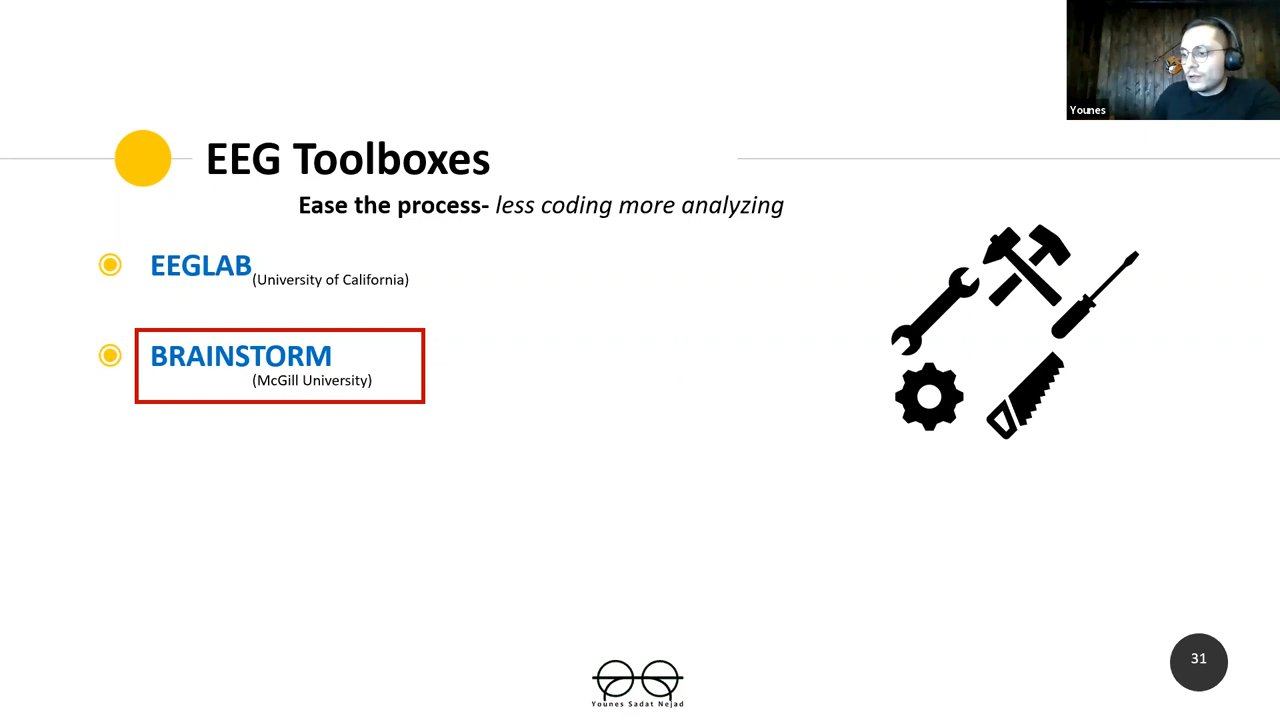 Younes
EEG Toolboxes
Ease the process- less coding more analyzing
EEGLAB
(University of California)
BRAINSTORM
(McGill University)
31
Younes Sadat Nejad